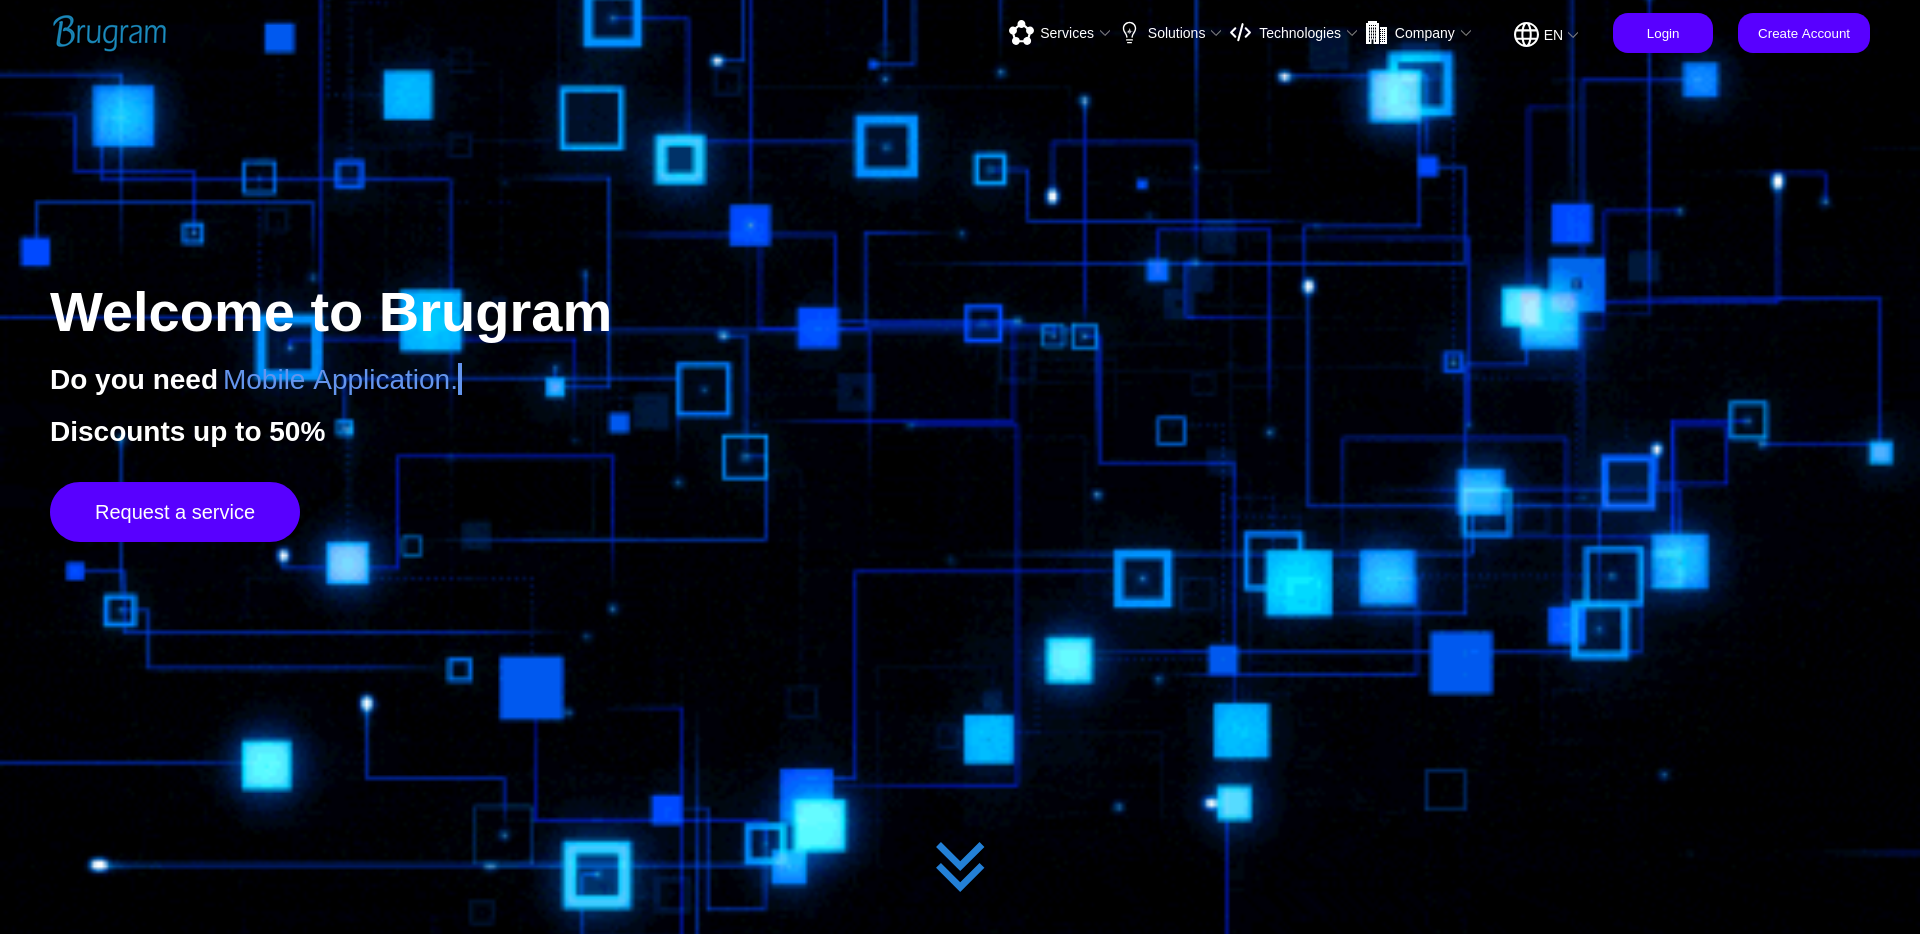 Brugram Services Solutions Technologies Company EN Login Create Account
Welcome to Brugram
Do you need Mobile Application.
Discounts up to 50%
Request a service